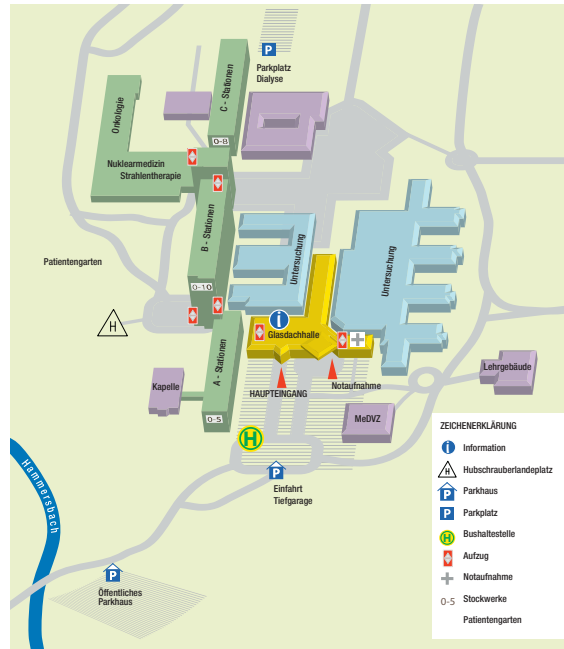 P
Parkplatz
Dialyse
C - Stationen
0-8
Onkologie
Nuklearmedizin
Strahlentherapie
B - Stationen
0-10
Untersuchung
Untersuchung
Patientengarten
H
i
Glasdachhalle
A - Stationen
0-5
Kapelle
HAUPTEINGANG
Notaufnahme
Lehrgebäude
MeDVZ
H
P
Einfahrt
Tiefgarage
Hammersbach
P
Öffentliches
Parkhaus
ZEICHENERKLÄRUNG
i Information
H Hubschrauberlandeplatz
P Parkhaus
P Parkplatz
H Bushaltestelle
Aufzug
Notaufnahme
0-5 Stockwerke
Patientengarten